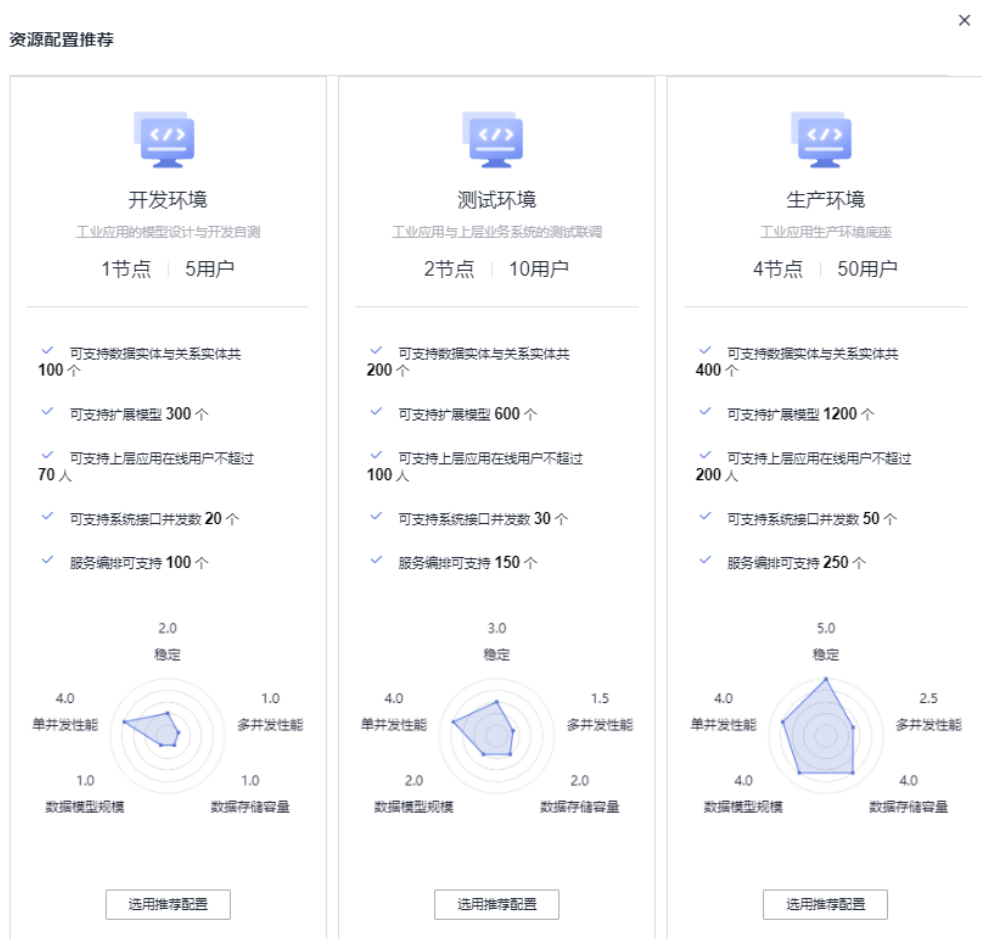 资源配置推荐
开发环境
工业应用的模型设计与开发自测
1节点 | 5用户
可支持数据实体与关系实体共
100 个
可支持扩展模型 300 个
可支持上层应用在线用户不超过
70 人
可支持系统接口并发数 20 个
服务编排可支持 100 个
2.0
稳定
4.0
单并发性能
1.0
多并发性能
1.0
数据模型规模
1.0
数据存储容量
选用推荐配置
测试环境
工业应用与上层业务系统的测试联调
2节点 | 10用户
可支持数据实体与关系实体共
200 个
可支持扩展模型 600 个
可支持上层应用在线用户不超过
100 人
可支持系统接口并发数 30 个
服务编排可支持 150 个
3.0
稳定
4.0
单并发性能
1.5
多并发性能
2.0
数据模型规模
2.0
数据存储容量
选用推荐配置
生产环境
工业应用生产环境底座
4节点 | 50用户
可支持数据实体与关系实体共
400 个
可支持扩展模型 1200 个
可支持上层应用在线用户不超过
200 人
可支持系统接口并发数 50 个
服务编排可支持 250 个
5.0
稳定
4.0
单并发性能
2.5
多并发性能
4.0
数据模型规模
4.0
数据存储容量
选用推荐配置